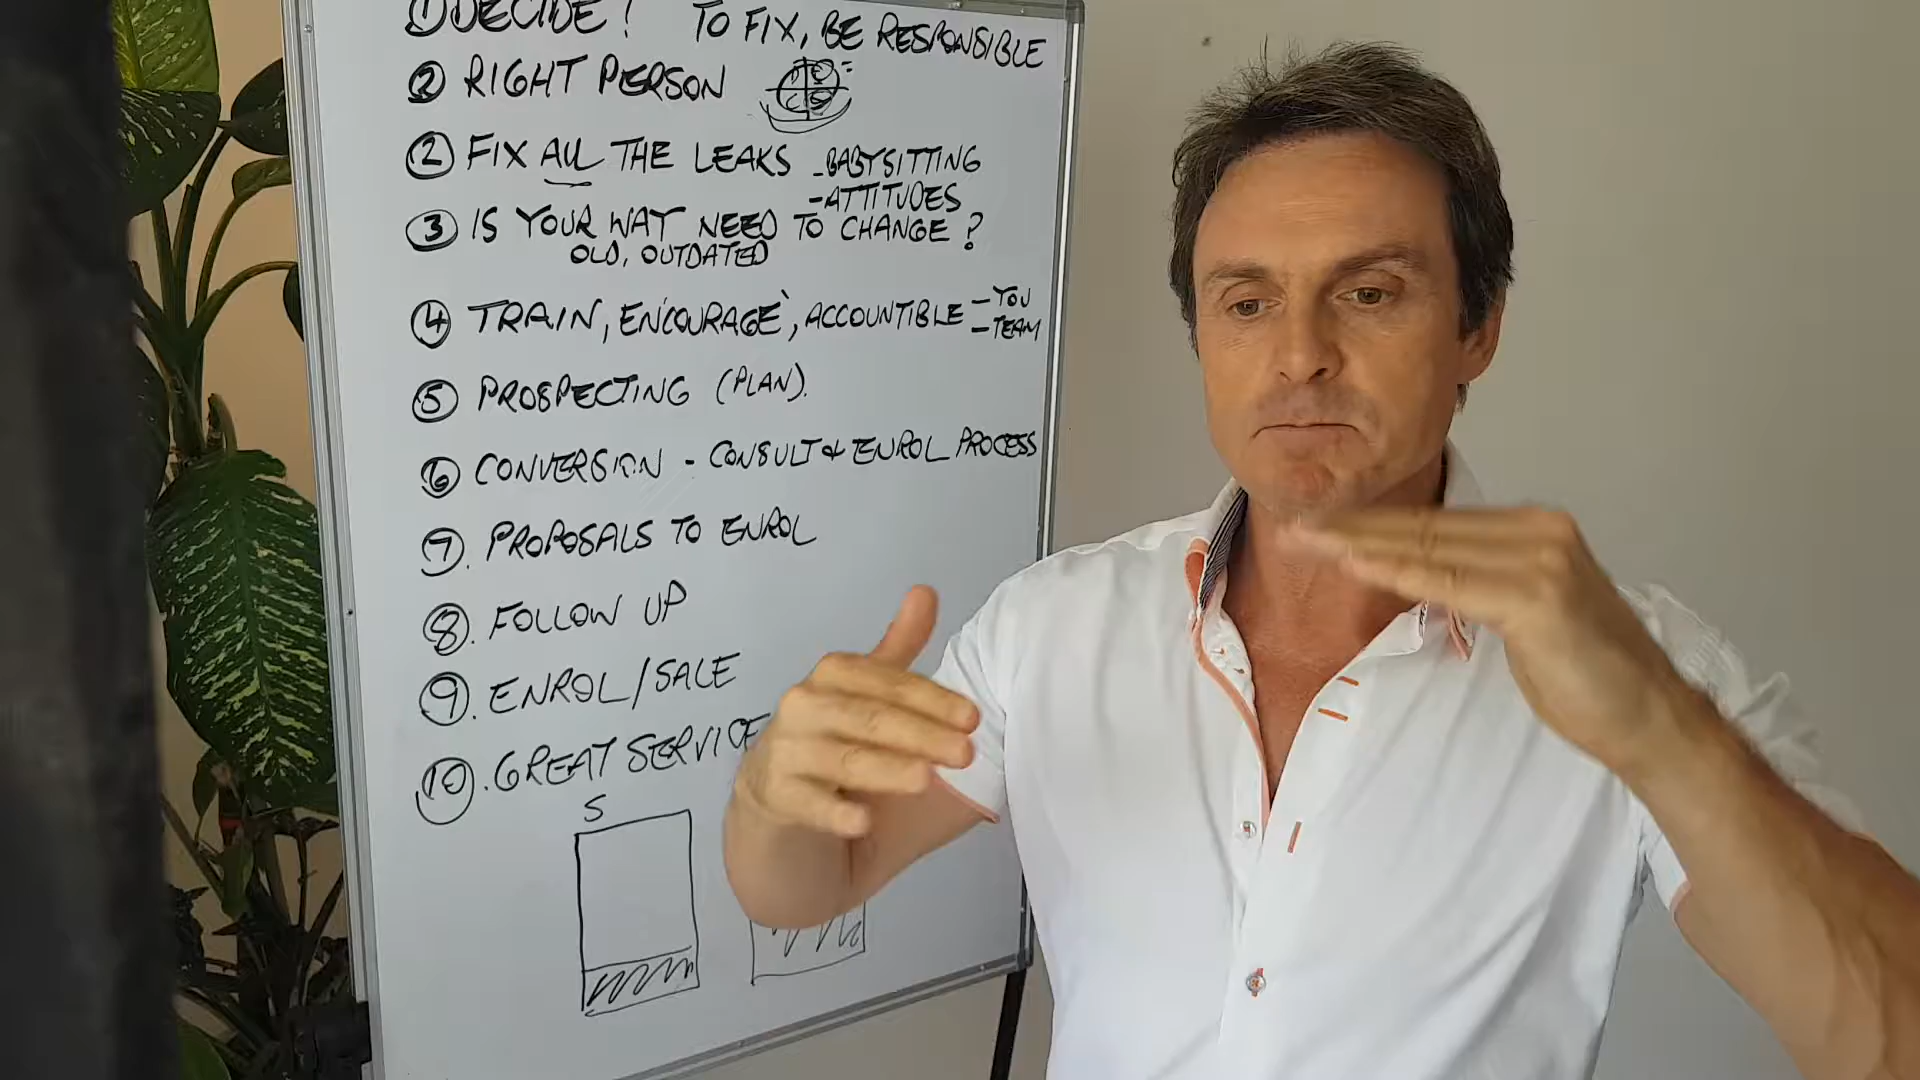 ① DECIDE! TO FIX, BE RESPONSIBLE
② RIGHT PERSON
② FIX ALL THE LEAKS - BABYSITTING
- ATTITUDES
③ IS YOUR WAY NEED TO CHANGE?
OLD, OUTDATED
④ TRAIN, ENCOURAGE, ACCOUNTIBLE - YOU
- TEAM
⑤ PROSPECTING (PLAN).
⑥ CONVERSION - CONSULT & ENROL PROCESS
⑦. PROPOSALS TO ENROL
⑧. FOLLOW UP
⑨. ENROL/SALE
⑩. GREAT SERVICE
S